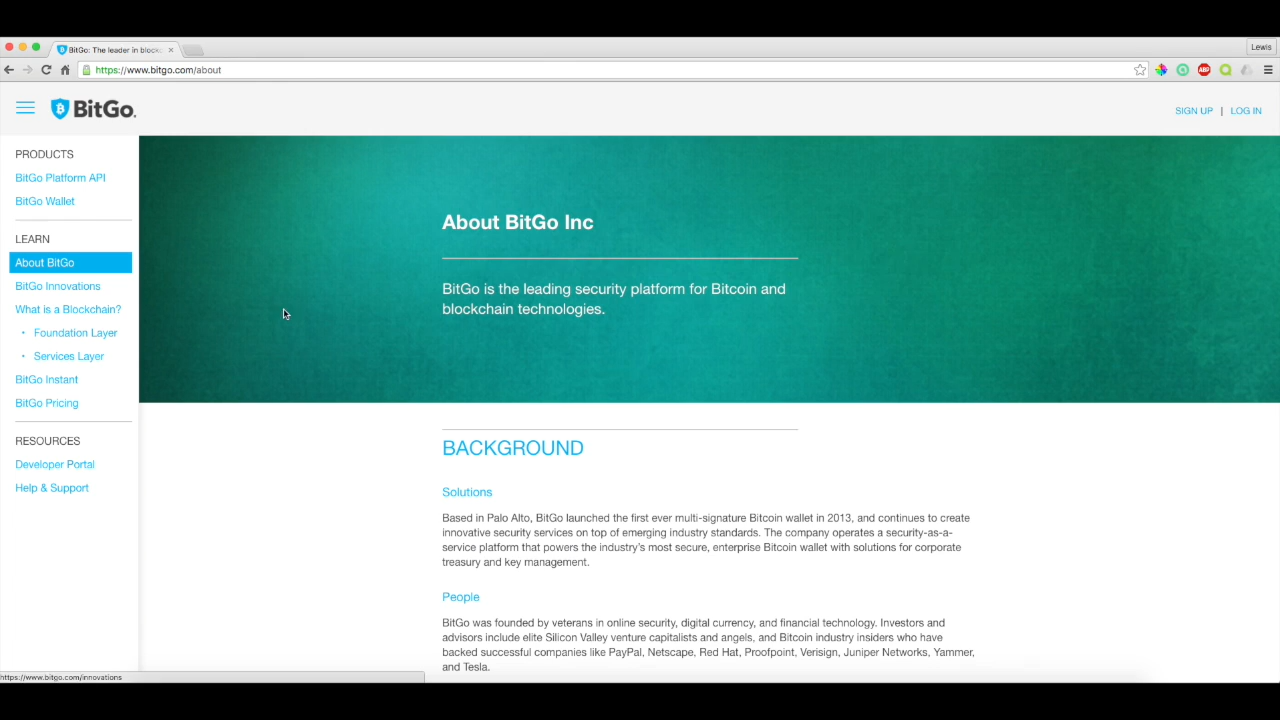 BitGo: The leader in blockc
Lewis
https://www.bitgo.com/about
ABP
BitGo.
SIGN UP | LOG IN
PRODUCTS
BitGo Platform API
BitGo Wallet
LEARN
About BitGo
BitGo Innovations
What is a Blockchain?
• Foundation Layer
• Services Layer
BitGo Instant
BitGo Pricing
RESOURCES
Developer Portal
Help & Support
About BitGo Inc
BitGo is the leading security platform for Bitcoin and
blockchain technologies.
BACKGROUND
Solutions
Based in Palo Alto, BitGo launched the first ever multi-signature Bitcoin wallet in 2013, and continues to create
innovative security services on top of emerging industry standards. The company operates a security-as-a-
service platform that powers the industry's most secure, enterprise Bitcoin wallet with solutions for corporate
treasury and key management.
People
BitGo was founded by veterans in online security, digital currency, and financial technology. Investors and
advisors include elite Silicon Valley venture capitalists and angels, and Bitcoin industry insiders who have
backed successful companies like PayPal, Netscape, Red Hat, Proofpoint, Verisign, Juniper Networks, Yammer,
and Tesla.
https://www.bitgo.com/innovations